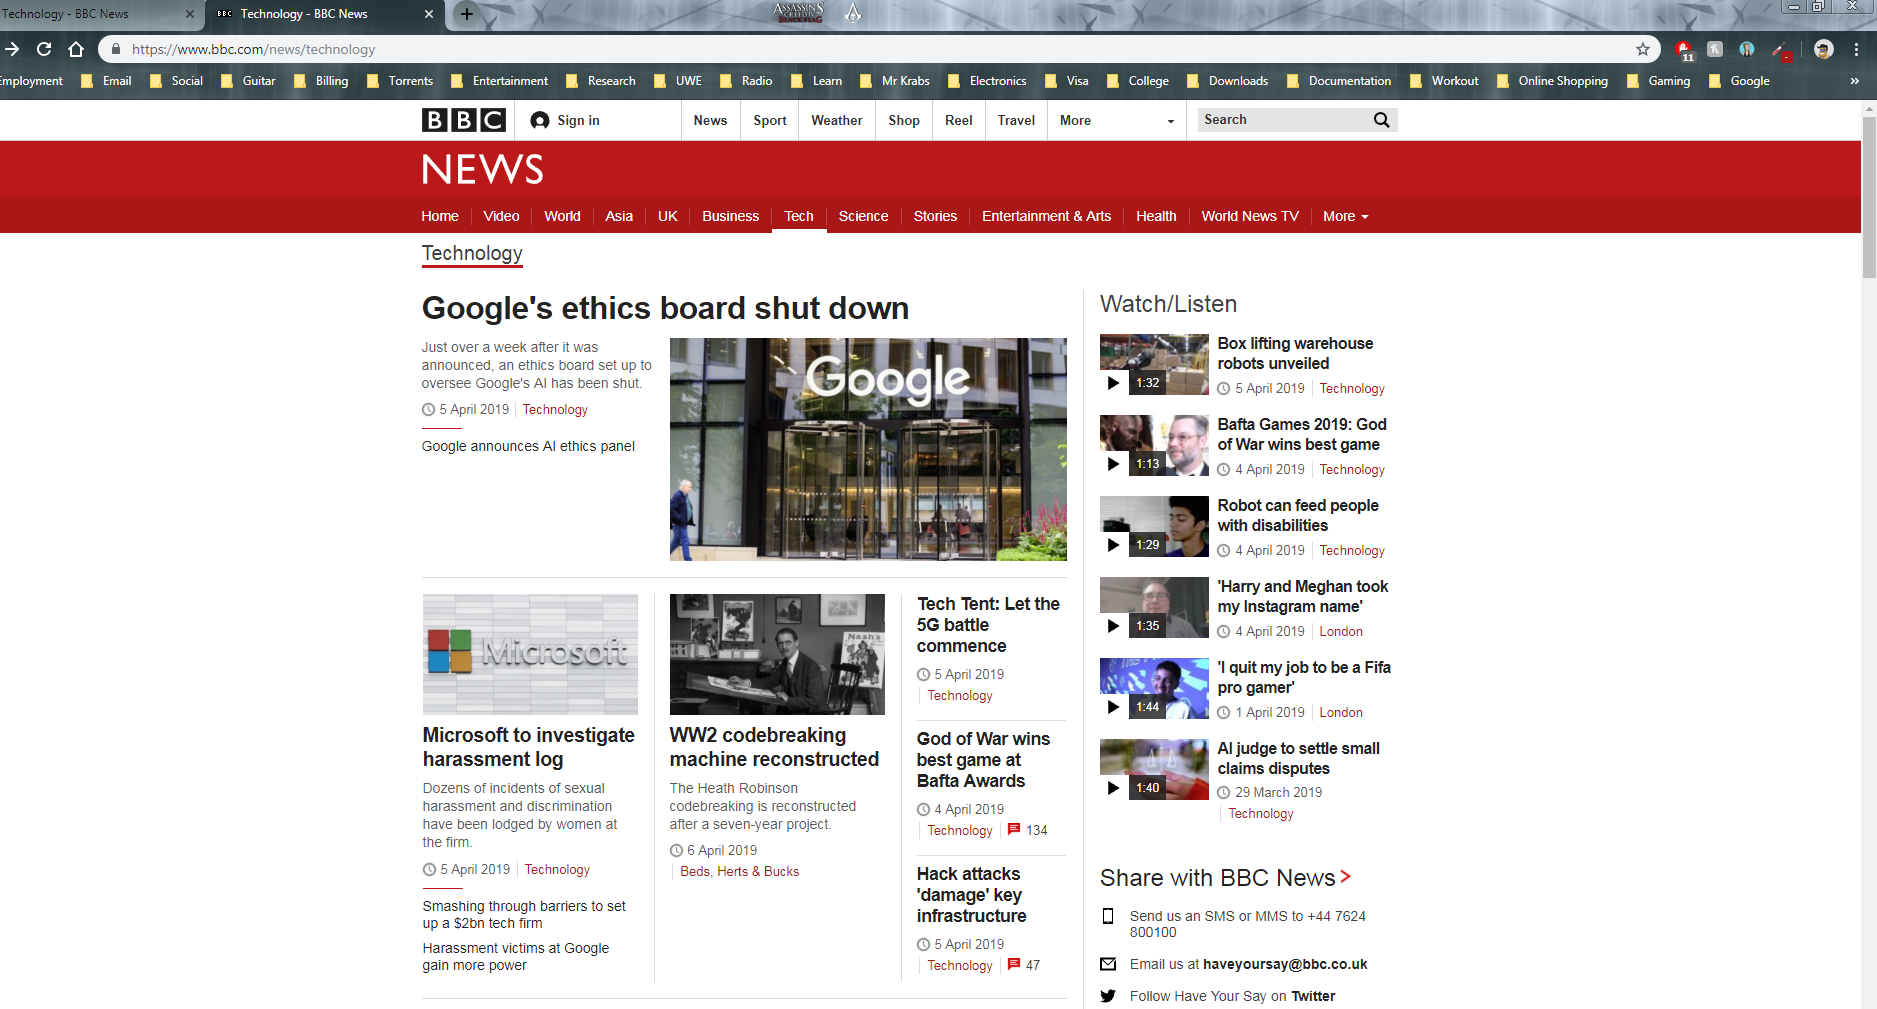 Technology - BBC News
BBC Technology - BBC News
ASSASSIN'S
CREED IV
BLACK FLAG
https://www.bbc.com/news/technology
11
mployment Email Social Guitar Billing Torrents Entertainment Research UWE Radio Learn Mr Krabs Electronics Visa College Downloads Documentation Workout Online Shopping Gaming Google »
BBC Sign in News Sport Weather Shop Reel Travel More Search
NEWS
Home Video World Asia UK Business Tech Science Stories Entertainment & Arts Health World News TV More
Technology
Google's ethics board shut down
Just over a week after it was
announced, an ethics board set up to
oversee Google's AI has been shut.
5 April 2019 Technology
Google announces AI ethics panel
Google
Microsoft
Microsoft to investigate
harassment log
Dozens of incidents of sexual
harassment and discrimination
have been lodged by women at
the firm.
5 April 2019 Technology
Smashing through barriers to set
up a $2bn tech firm
Harassment victims at Google
gain more power
Nash's
WW2 codebreaking
machine reconstructed
The Heath Robinson
codebreaking is reconstructed
after a seven-year project.
6 April 2019
Beds, Herts & Bucks
Tech Tent: Let the
5G battle
commence
5 April 2019
Technology
God of War wins
best game at
Bafta Awards
4 April 2019
Technology 134
Hack attacks
'damage' key
infrastructure
5 April 2019
Technology 47
Watch/Listen
1:32
Box lifting warehouse
robots unveiled
5 April 2019 Technology
1:13
Bafta Games 2019: God
of War wins best game
4 April 2019 Technology
1:29
Robot can feed people
with disabilities
4 April 2019 Technology
1:35
'Harry and Meghan took
my Instagram name'
4 April 2019 London
1:44
'I quit my job to be a Fifa
pro gamer'
1 April 2019 London
1:40
AI judge to settle small
claims disputes
29 March 2019
Technology
Share with BBC News
Send us an SMS or MMS to +44 7624
800100
Email us at haveyoursay@bbc.co.uk
Follow Have Your Say on Twitter